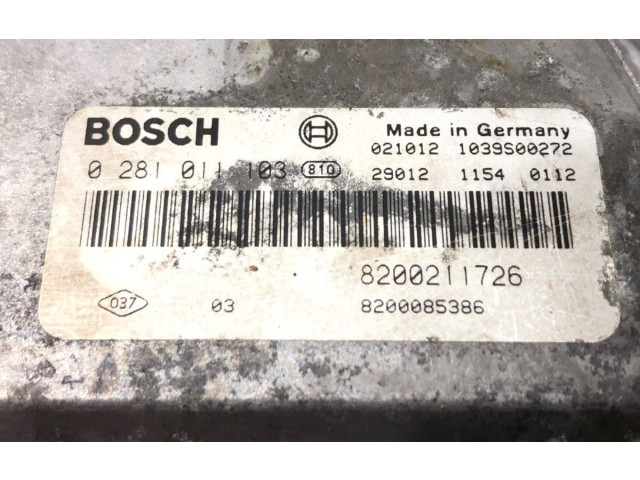 BOSCH Made in Germany
021012 1039S00272
0 281 011 103 810 29012 1154 0112
8200211726
037 03 8200085386